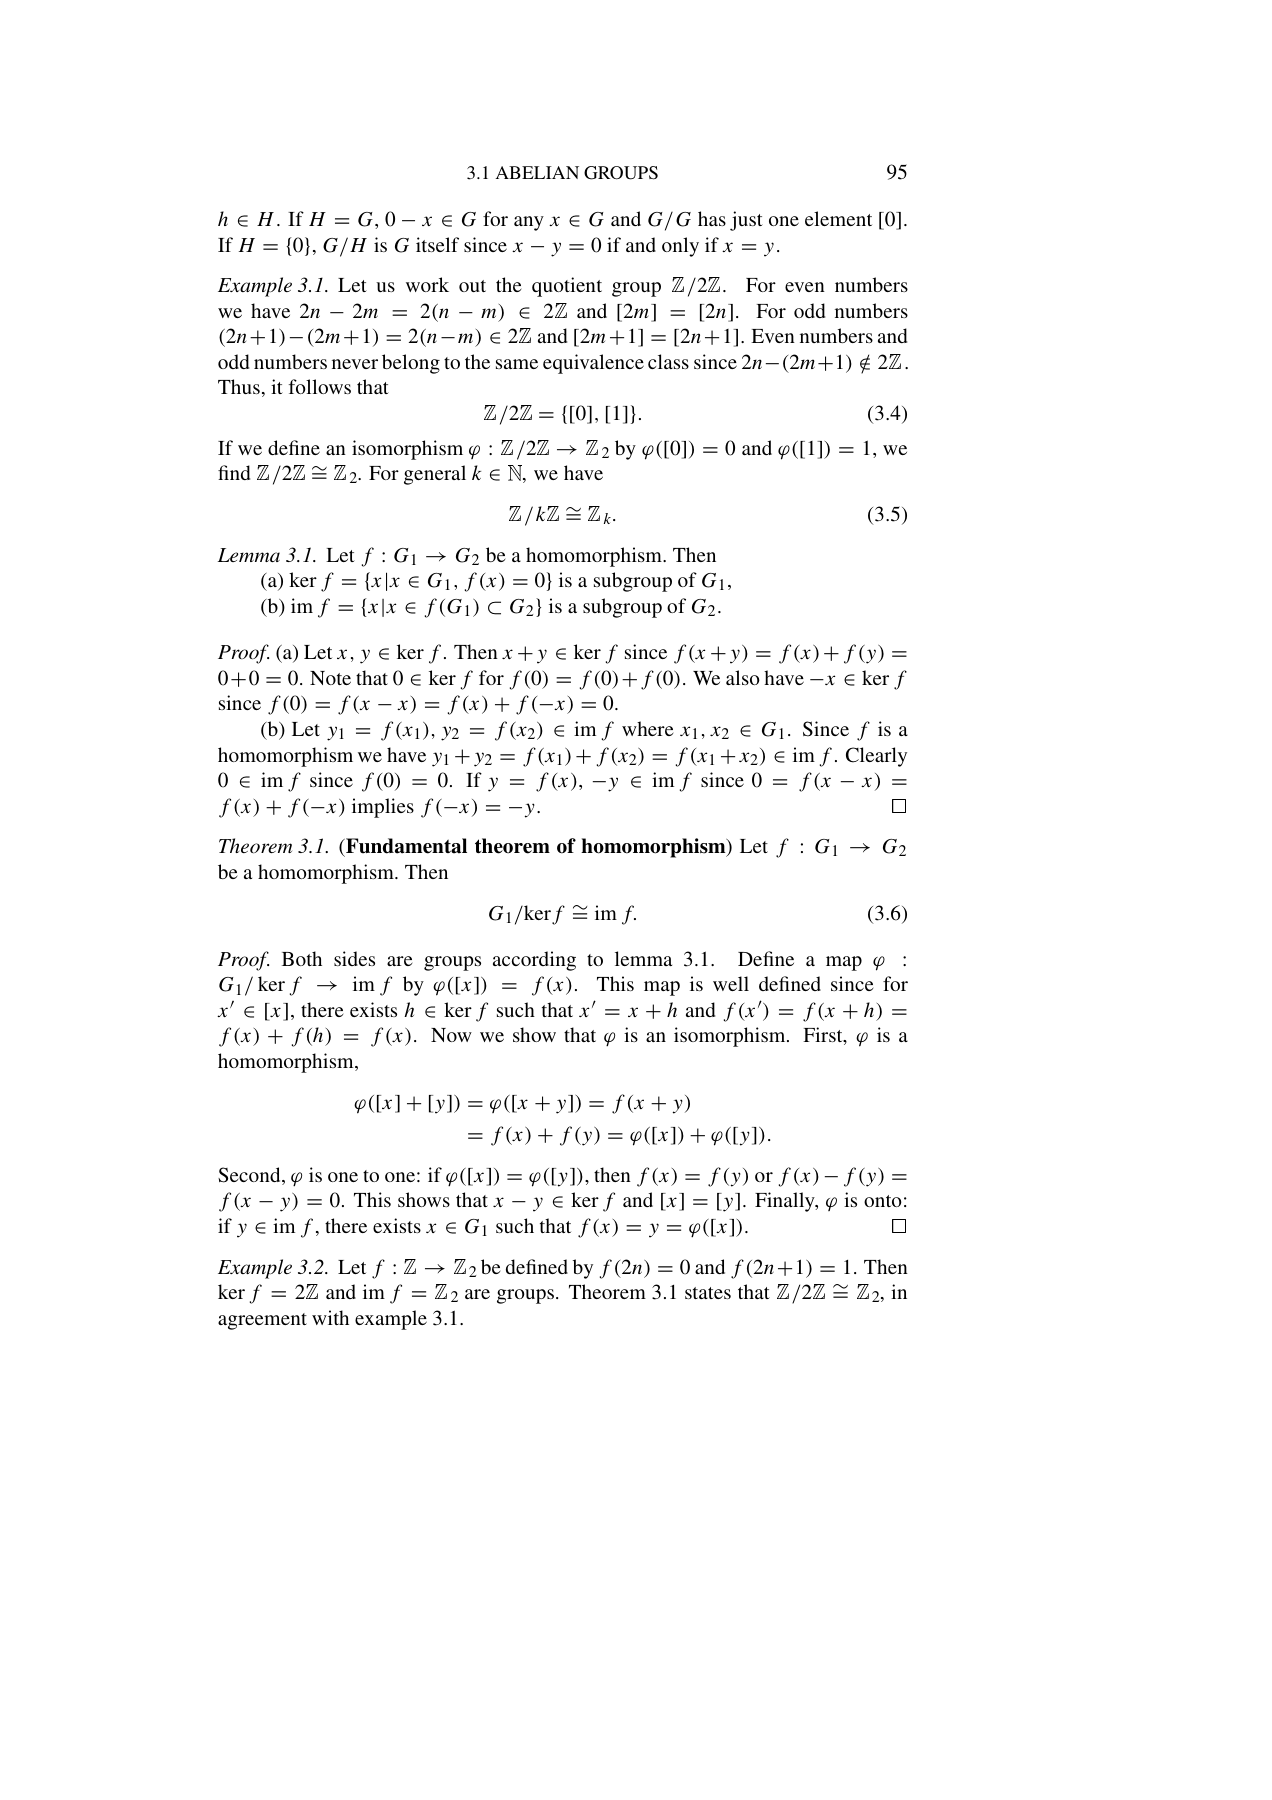 3.1 ABELIAN GROUPS 95
h ∈ H. If H = G, 0 − x ∈ G for any x ∈ G and G/G has just one element [0].
If H = {0}, G/H is G itself since x − y = 0 if and only if x = y.
Example 3.1. Let us work out the quotient group ℤ/2ℤ. For even numbers
we have 2n − 2m = 2(n − m) ∈ 2ℤ and [2m] = [2n]. For odd numbers
(2n+1)−(2m+1) = 2(n−m) ∈ 2ℤ and [2m+1] = [2n+1]. Even numbers and
odd numbers never belong to the same equivalence class since 2n−(2m+1) ∉ 2ℤ.
Thus, it follows that
ℤ/2ℤ = {[0], [1]}. (3.4)
If we define an isomorphism φ : ℤ/2ℤ → ℤ₂ by φ([0]) = 0 and φ([1]) = 1, we
find ℤ/2ℤ ≅ ℤ₂. For general k ∈ ℕ, we have
ℤ/kℤ ≅ ℤₖ. (3.5)
Lemma 3.1. Let f : G₁ → G₂ be a homomorphism. Then
(a) ker f = {x|x ∈ G₁, f(x) = 0} is a subgroup of G₁,
(b) im f = {x|x ∈ f(G₁) ⊂ G₂} is a subgroup of G₂.
Proof. (a) Let x, y ∈ ker f. Then x + y ∈ ker f since f(x + y) = f(x) + f(y) =
0+0 = 0. Note that 0 ∈ ker f for f(0) = f(0)+ f(0). We also have −x ∈ ker f
since f(0) = f(x − x) = f(x) + f(−x) = 0.
(b) Let y₁ = f(x₁), y₂ = f(x₂) ∈ im f where x₁, x₂ ∈ G₁. Since f is a
homomorphism we have y₁ + y₂ = f(x₁) + f(x₂) = f(x₁ + x₂) ∈ im f. Clearly
0 ∈ im f since f(0) = 0. If y = f(x), −y ∈ im f since 0 = f(x − x) =
f(x) + f(−x) implies f(−x) = −y. □
Theorem 3.1. (Fundamental theorem of homomorphism) Let f : G₁ → G₂
be a homomorphism. Then
G₁/ker f ≅ im f. (3.6)
Proof. Both sides are groups according to lemma 3.1. Define a map φ :
G₁/ ker f → im f by φ([x]) = f(x). This map is well defined since for
x′ ∈ [x], there exists h ∈ ker f such that x′ = x + h and f(x′) = f(x + h) =
f(x) + f(h) = f(x). Now we show that φ is an isomorphism. First, φ is a
homomorphism,
φ([x] + [y]) = φ([x + y]) = f(x + y)
= f(x) + f(y) = φ([x]) + φ([y]).
Second, φ is one to one: if φ([x]) = φ([y]), then f(x) = f(y) or f(x) − f(y) =
f(x − y) = 0. This shows that x − y ∈ ker f and [x] = [y]. Finally, φ is onto:
if y ∈ im f, there exists x ∈ G₁ such that f(x) = y = φ([x]). □
Example 3.2. Let f : ℤ → ℤ₂ be defined by f(2n) = 0 and f(2n+1) = 1. Then
ker f = 2ℤ and im f = ℤ₂ are groups. Theorem 3.1 states that ℤ/2ℤ ≅ ℤ₂, in
agreement with example 3.1.